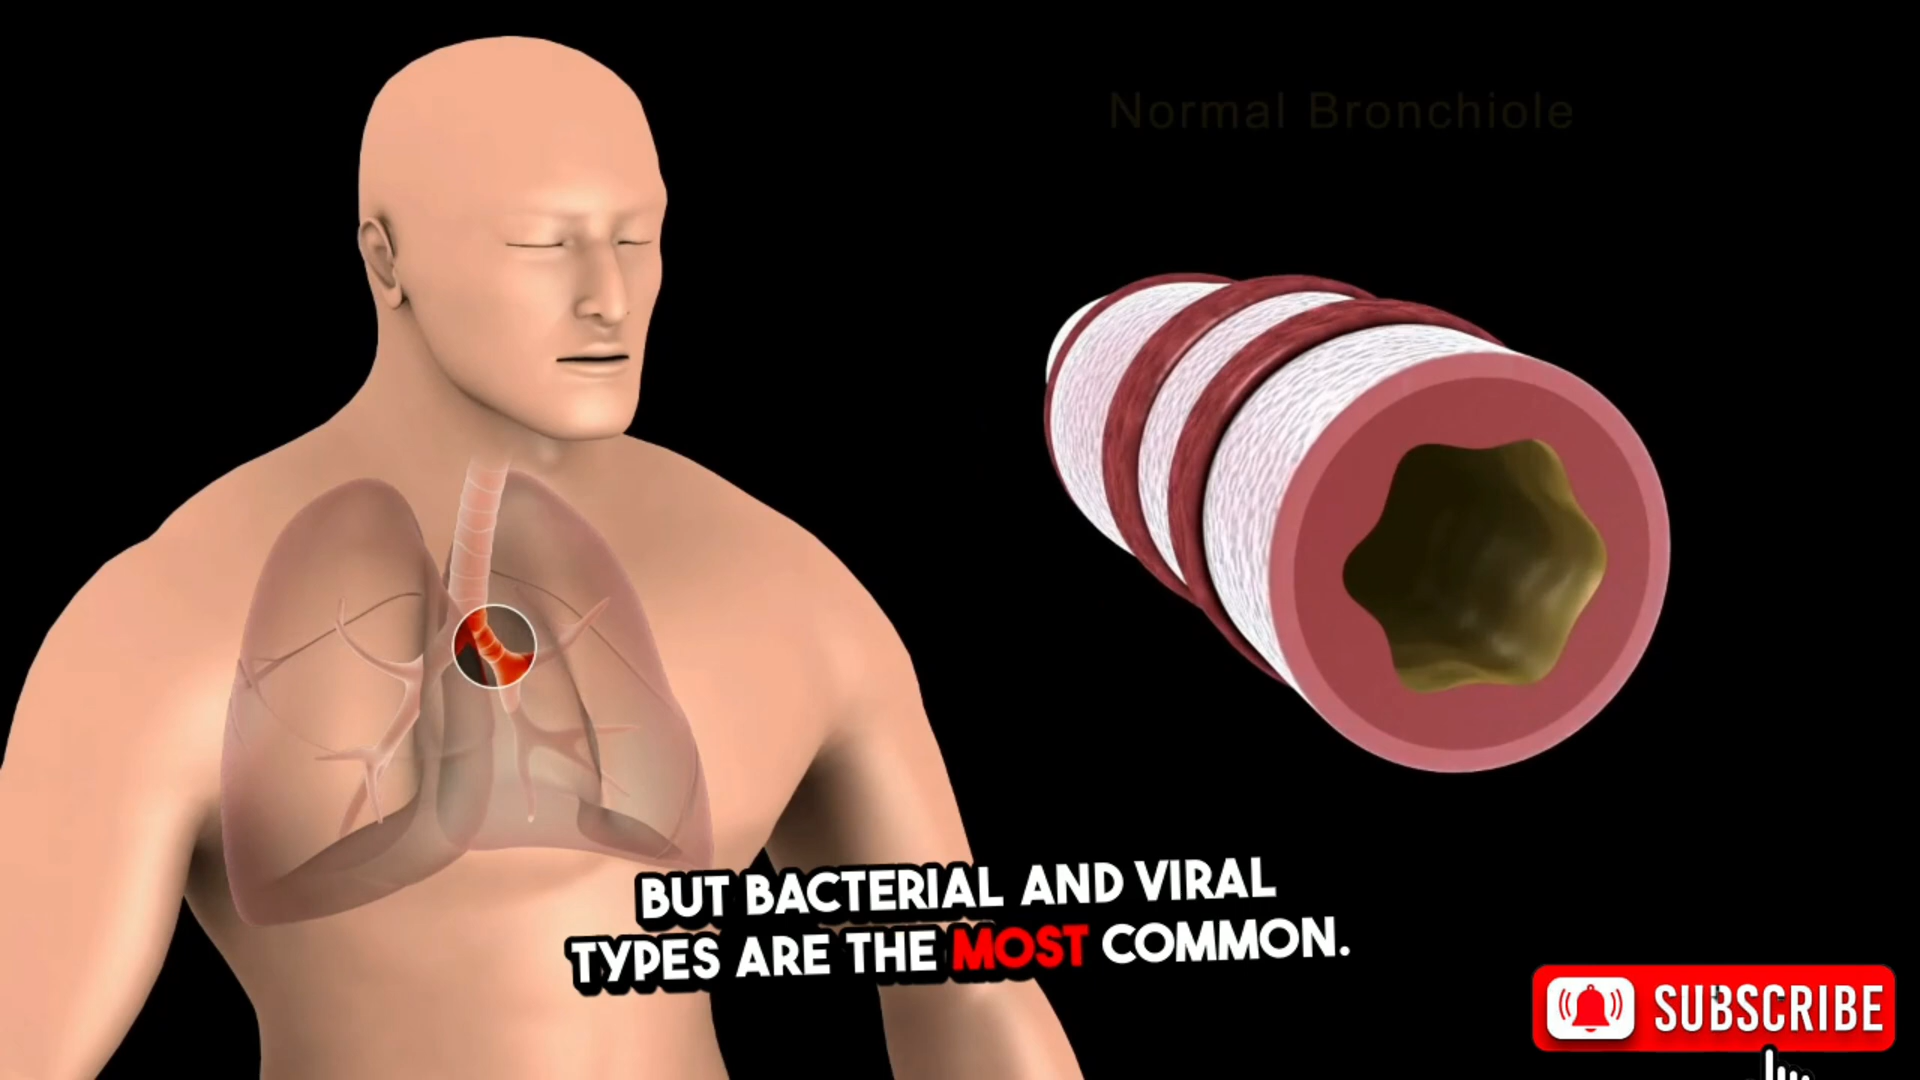 Normal Bronchiole
BUT BACTERIAL AND VIRAL
TYPES ARE THE MOST COMMON.
SUBSCRIBE